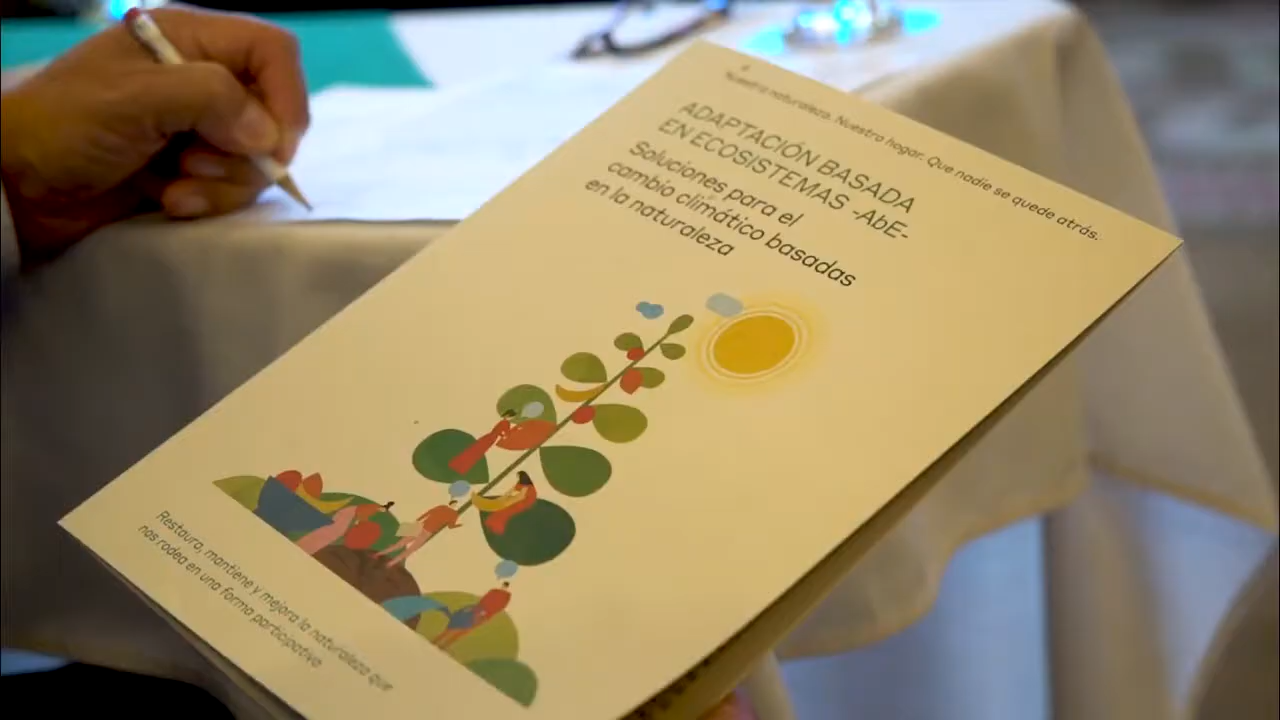 Nuestra naturaleza. Nuestro hogar. Que nadie se quede atrás.
ADAPTACIÓN BASADA
EN ECOSISTEMAS -AbE-
Soluciones para el
cambio climático basadas
en la naturaleza
Restaura, mantiene y mejora la naturaleza que
nos rodea en una forma participativa